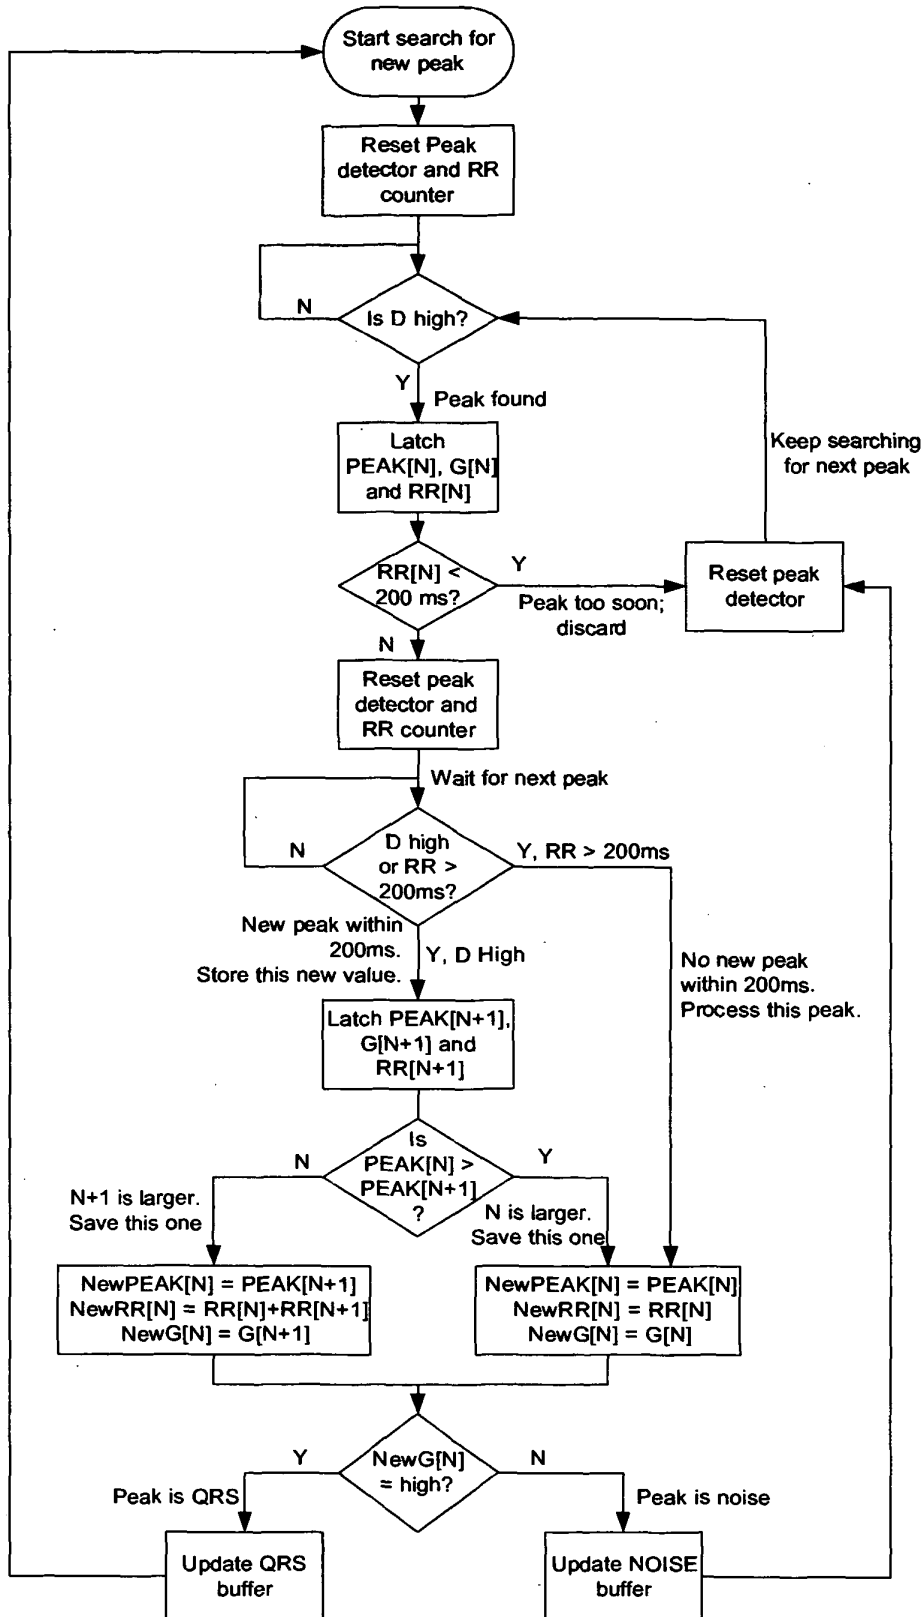 Start search for
new peak
Reset Peak
detector and RR
counter
N
Is D high?
Y
Peak found
Latch
PEAK[N], G[N]
and RR[N]
Keep searching
for next peak
RR[N] <
200 ms?
Y
Peak too soon;
discard
Reset peak
detector
N
Reset peak
detector and
RR counter
Wait for next peak
N
D high
or RR >
200ms?
Y, RR > 200ms
New peak within
200ms.
Store this new value.
Y, D High
No new peak
within 200ms.
Process this peak.
Latch PEAK[N+1],
G[N+1] and
RR[N+1]
N
Is
PEAK[N] >
PEAK[N+1]
?
Y
N+1 is larger.
Save this one
N is larger.
Save this one
NewPEAK[N] = PEAK[N+1]
NewRR[N] = RR[N]+RR[N+1]
NewG[N] = G[N+1]
NewPEAK[N] = PEAK[N]
NewRR[N] = RR[N]
NewG[N] = G[N]
Y
NewG[N]
= high?
N
Peak is QRS
Peak is noise
Update QRS
buffer
Update NOISE
buffer